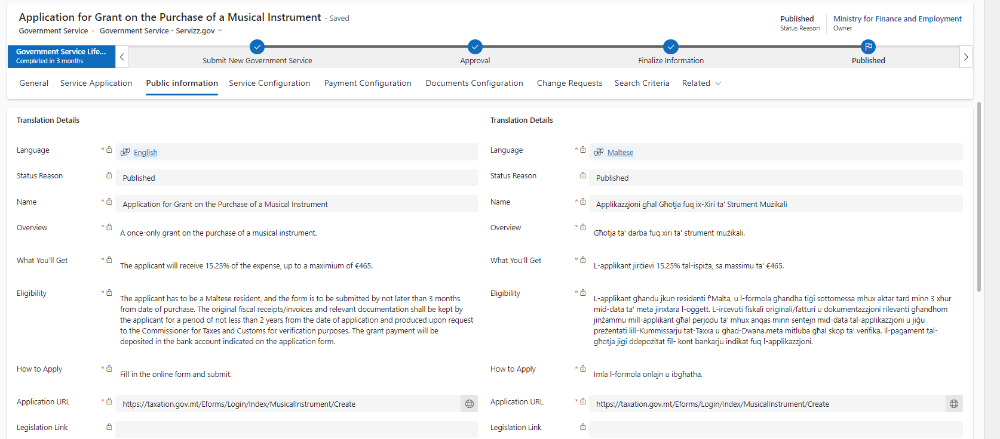 Application for Grant on the Purchase of a Musical Instrument - Saved
Government Service · Government Service - Servizz.gov
Published
Status Reason
Ministry for Finance and Employment
Owner
Government Service Life...
Completed in 3 months
Submit New Government Service
Approval
Finalize Information
Published
General Service Application Public information Service Configuration Payment Configuration Documents Configuration Change Requests Search Criteria Related
Translation Details
Language * English
Status Reason Published
Name * Application for Grant on the Purchase of a Musical Instrument
Overview * A once-only grant on the purchase of a musical instrument.
What You'll Get * The applicant will receive 15.25% of the expense, up to a maximium of €465.
Eligibility * The applicant has to be a Maltese resident, and the form is to be submitted by not later than 3 months
from date of purchase. The original fiscal receipts/invoices and relevant documentation shall be kept by
the applicant for a period of not less than 2 years from the date of application and produced upon request
to the Commissioner for Taxes and Customs for verification purposes. The grant payment will be
deposited in the bank account indicated on the application form.
How to Apply * Fill in the online form and submit.
Application URL * https://taxation.gov.mt/Eforms/Login/Index/MusicalInstrument/Create
Legislation Link
Translation Details
Language * Maltese
Status Reason Published
Name * Applikazzjoni għal Għotja fuq ix-Xiri ta' Strument Mużikali
Overview * Għotja ta' darba fuq xiri ta' strument mużikali.
What You'll Get * L-applikant jirċievi 15.25% tal-ispiża, sa massimu ta' €465.
Eligibility * L-applikant għandu jkun residenti f'Malta, u l-formola għandha tiġi sottomessa mhux aktar tard minn 3 xhur
mid-data ta' meta jinxtara l-oġġett. L-irċevuti fiskali oriġinali/fatturi u dokumentazzjoni rilevanti għandhom
jinżammu mill-applikant għal perjodu ta' mhux anqas minn sentejn mid-data tal-applikazzjoni u jiġu
preżentati lill-Kummissarju tat-Taxxa u ghad-Dwana.meta mitluba għal skop ta' verifika. Il-pagament tal-
għotja jiġi ddepożitat fil- kont bankarju indikat fuq l-applikazzjoni.
How to Apply * Imla l-formola onlajn u ibgħatha.
Application URL * https://taxation.gov.mt/Eforms/Login/Index/MusicalInstrument/Create
Legislation Link